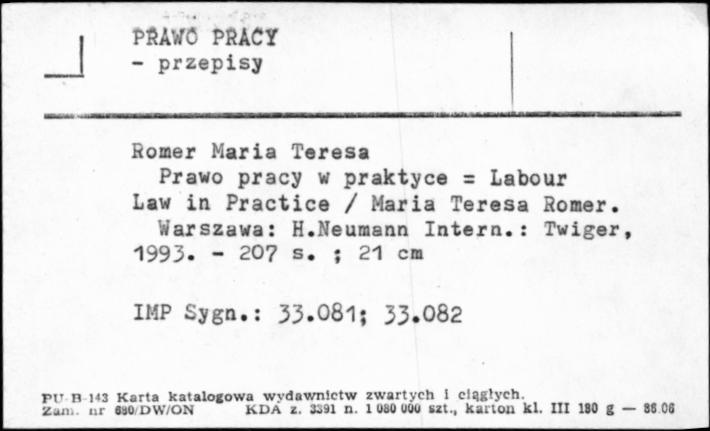 PRAWO PRACY
- przepisy
Romer Maria Teresa
Prawo pracy w praktyce = Labour
Law in Practice / Maria Teresa Romer.
Warszawa: H.Neumann Intern.: Twiger,
1993. - 207 s. ; 21 cm
IMP Sygn.: 33.081; 33.082
PU-B-143 Karta katalogowa wydawnictw zwartych i ciągłych.
Zam. nr 680/DW/ON KDA z. 3391 n. 1 080 000 szt., karton kl. III 180 g — 86.06